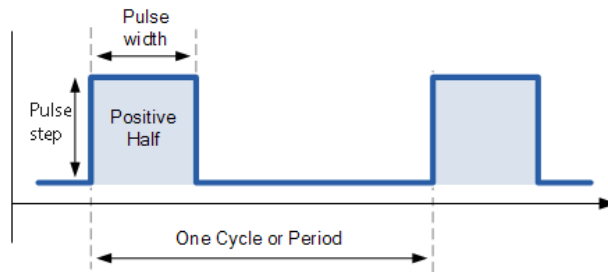 Pulse
width
Pulse
step
Positive
Half
One Cycle or Period